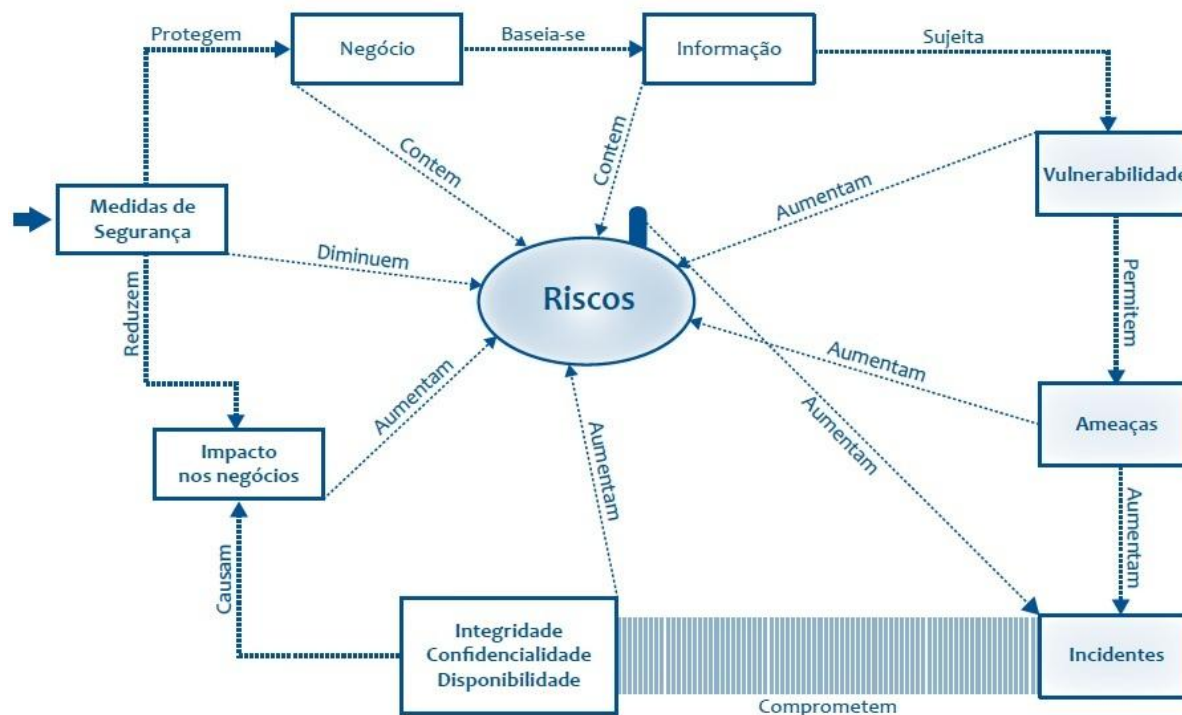 Protegem
Negócio
Baseia-se
Informação
Sujeita
Contem
Contem
Aumentam
Vulnerabilidade
Medidas de
Segurança
Diminuem
Riscos
Permitem
Reduzem
Aumentam
Aumentam
Aumentam
Ameaças
Impacto
nos negócios
Aumentam
Aumentam
Causam
Integridade
Confidencialidade
Disponibilidade
Incidentes
Comprometem